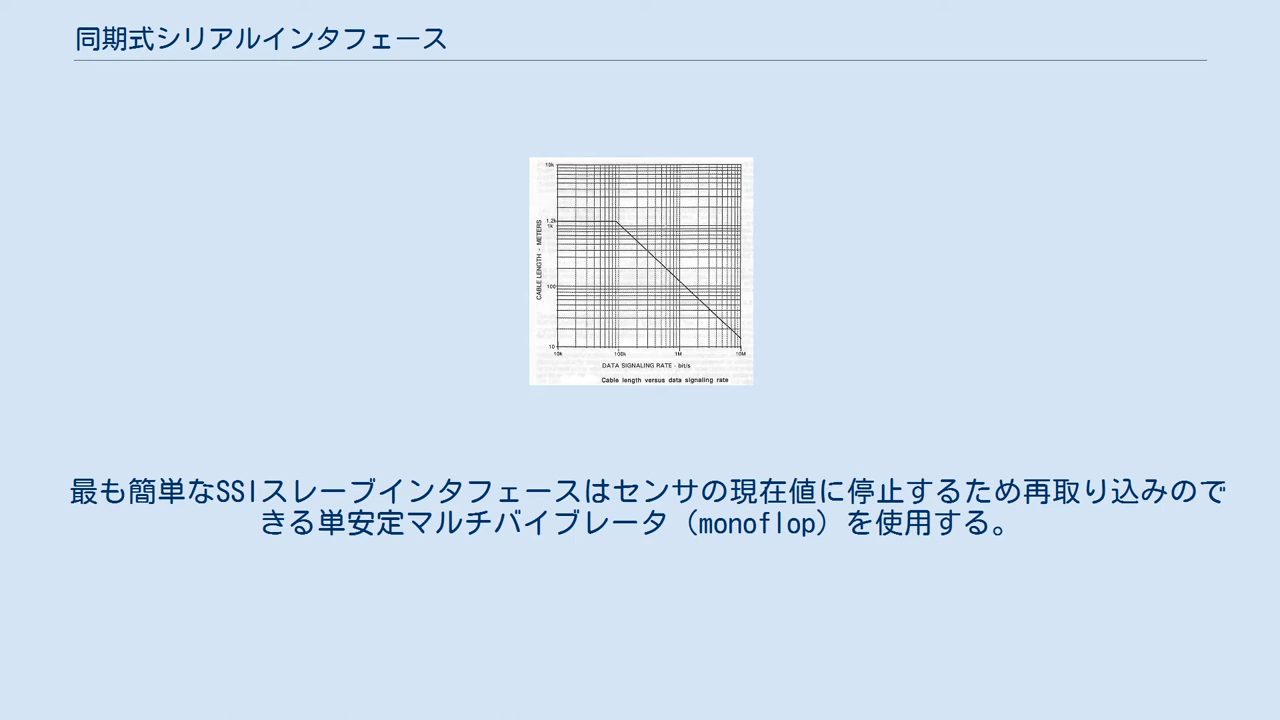 同期式シリアルインタフェース
10k
1.2k
1k
100
10
CABLE LENGTH - METERS
10k 100k 1M 10M
DATA SIGNALING RATE - bit/s
Cable length versus data signaling rate
最も簡単なSSIスレーブインタフェースはセンサの現在値に停止するため再取り込みので
きる単安定マルチバイブレータ（monoflop）を使用する。